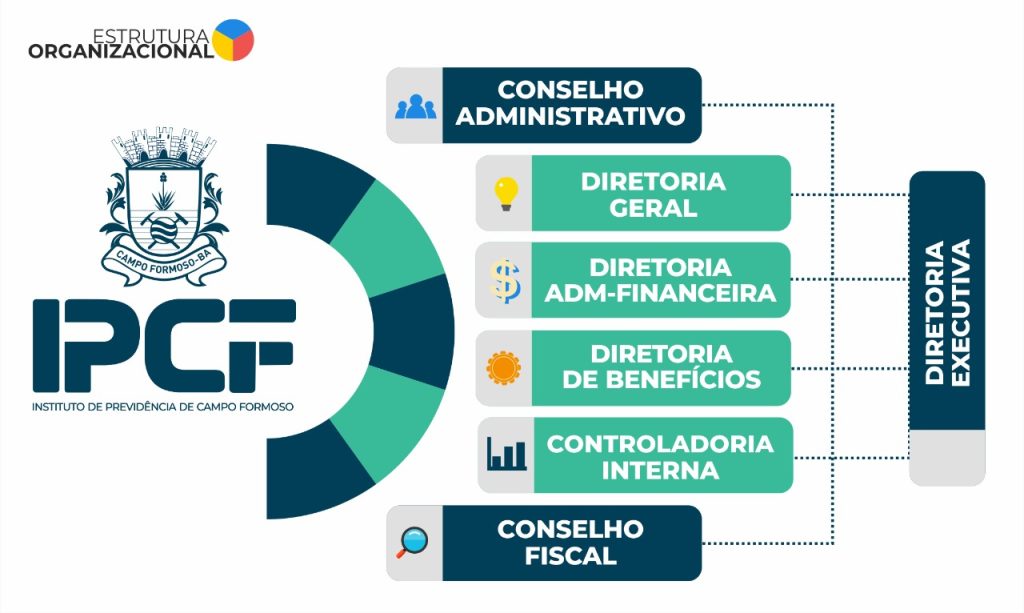 ESTRUTURA
ORGANIZACIONAL
CAMPO FORMOSO-BA
IPCF
INSTITUTO DE PREVIDÊNCIA DE CAMPO FORMOSO
CONSELHO
ADMINISTRATIVO
DIRETORIA
GERAL
DIRETORIA
ADM-FINANCEIRA
DIRETORIA
DE BENEFÍCIOS
CONTROLADORIA
INTERNA
CONSELHO
FISCAL
DIRETORIA
EXECUTIVA